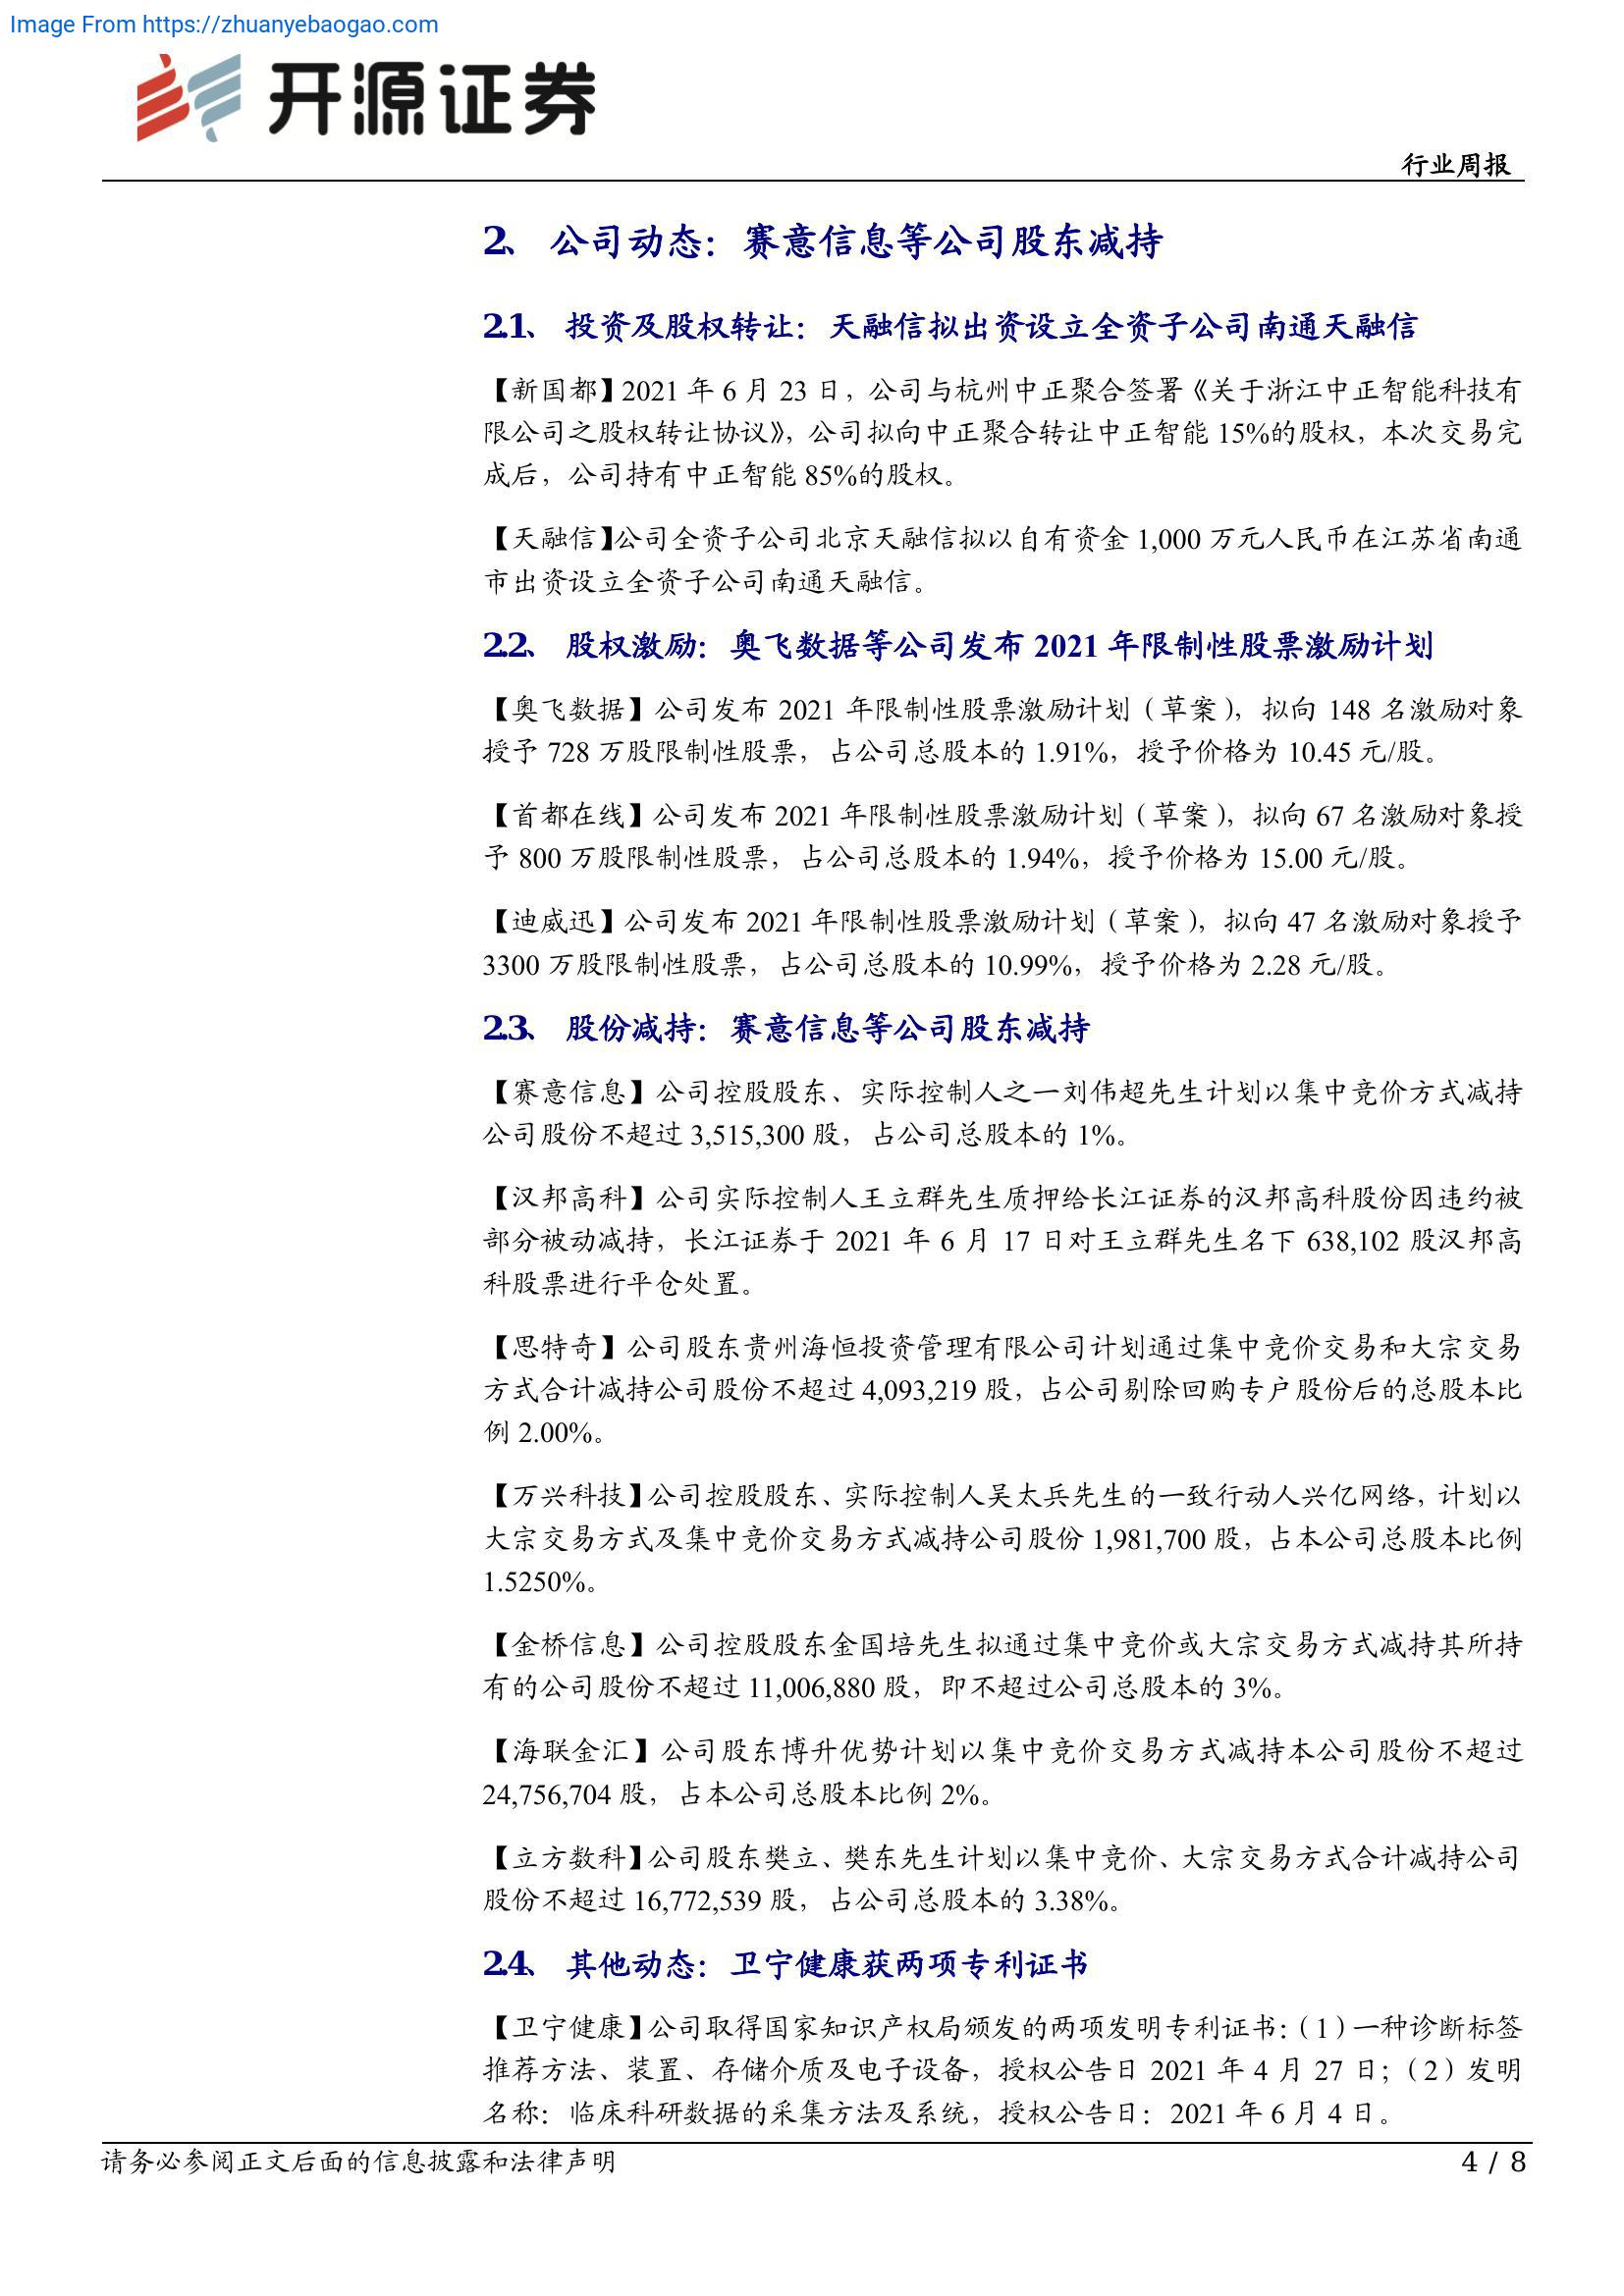 Image From https://zhuanyebaogao.com
开源证券
行业周报
2、 公司动态：赛意信息等公司股东减持
2.1、 投资及股权转让：天融信拟出资设立全资子公司南通天融信
【新国都】2021 年 6 月 23 日，公司与杭州中正聚合签署《关于浙江中正智能科技有
限公司之股权转让协议》，公司拟向中正聚合转让中正智能 15%的股权，本次交易完
成后，公司持有中正智能 85%的股权。
【天融信】公司全资子公司北京天融信拟以自有资金 1,000 万元人民币在江苏省南通
市出资设立全资子公司南通天融信。
2.2、 股权激励：奥飞数据等公司发布 2021 年限制性股票激励计划
【奥飞数据】公司发布 2021 年限制性股票激励计划（草案），拟向 148 名激励对象
授予 728 万股限制性股票，占公司总股本的 1.91%，授予价格为 10.45 元/股。
【首都在线】公司发布 2021 年限制性股票激励计划（草案），拟向 67 名激励对象授
予 800 万股限制性股票，占公司总股本的 1.94%，授予价格为 15.00 元/股。
【迪威迅】公司发布 2021 年限制性股票激励计划（草案），拟向 47 名激励对象授予
3300 万股限制性股票，占公司总股本的 10.99%，授予价格为 2.28 元/股。
2.3、 股份减持：赛意信息等公司股东减持
【赛意信息】公司控股股东、实际控制人之一刘伟超先生计划以集中竞价方式减持
公司股份不超过 3,515,300 股，占公司总股本的 1%。
【汉邦高科】公司实际控制人王立群先生质押给长江证券的汉邦高科股份因违约被
部分被动减持，长江证券于 2021 年 6 月 17 日对王立群先生名下 638,102 股汉邦高
科股票进行平仓处置。
【思特奇】公司股东贵州海恒投资管理有限公司计划通过集中竞价交易和大宗交易
方式合计减持公司股份不超过 4,093,219 股，占公司剔除回购专户股份后的总股本比
例 2.00%。
【万兴科技】公司控股股东、实际控制人吴太兵先生的一致行动人兴亿网络，计划以
大宗交易方式及集中竞价交易方式减持公司股份 1,981,700 股，占本公司总股本比例
1.5250%。
【金桥信息】公司控股股东金国培先生拟通过集中竞价或大宗交易方式减持其所持
有的公司股份不超过 11,006,880 股，即不超过公司总股本的 3%。
【海联金汇】公司股东博升优势计划以集中竞价交易方式减持本公司股份不超过
24,756,704 股，占本公司总股本比例 2%。
【立方数科】公司股东樊立、樊东先生计划以集中竞价、大宗交易方式合计减持公司
股份不超过 16,772,539 股，占公司总股本的 3.38%。
2.4、 其他动态：卫宁健康获两项专利证书
【卫宁健康】公司取得国家知识产权局颁发的两项发明专利证书：（1）一种诊断标签
推荐方法、装置、存储介质及电子设备，授权公告日 2021 年 4 月 27 日；（2）发明
名称：临床科研数据的采集方法及系统，授权公告日：2021 年 6 月 4 日。
请务必参阅正文后面的信息披露和法律声明
4 / 8